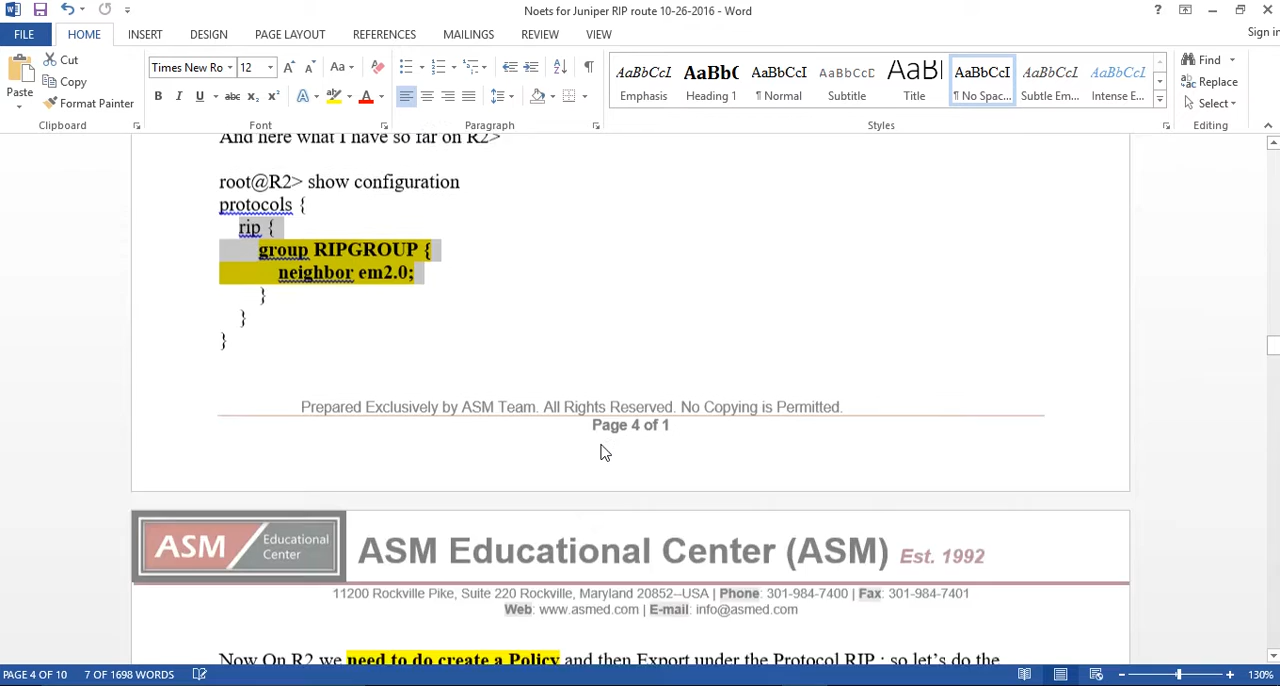 Noets for Juniper RIP route 10-26-2016 - Word
Sign in
FILE HOME INSERT DESIGN PAGE LAYOUT REFERENCES MAILINGS REVIEW VIEW
Paste
Cut
Copy
Format Painter
Clipboard
Times New Ro 12
Font
Paragraph
AaBbCcI AaBbC AaBbCcI AaBbCcD AaBl AaBbCcI AaBbCcI AaBbCcI
Emphasis Heading 1 ¶ Normal Subtitle Title ¶ No Spac... Subtle Em... Intense E...
Styles
Find
Replace
Select
Editing
And here what I have so far on R2>
root@R2> show configuration
protocols {
rip {
group RIPGROUP {
neighbor em2.0;
}
}
}
Prepared Exclusively by ASM Team. All Rights Reserved. No Copying is Permitted.
Page 4 of 1
ASM Educational Center
ASM Educational Center (ASM) Est. 1992
11200 Rockville Pike, Suite 220 Rockville, Maryland 20852--USA | Phone: 301-984-7400 | Fax: 301-984-7401
Web: www.asmed.com | E-mail: info@asmed.com
Now On R2 we need to do create a Policy and then Export under the Protocol RIP ; so let's do the
PAGE 4 OF 10 7 OF 1698 WORDS
130%